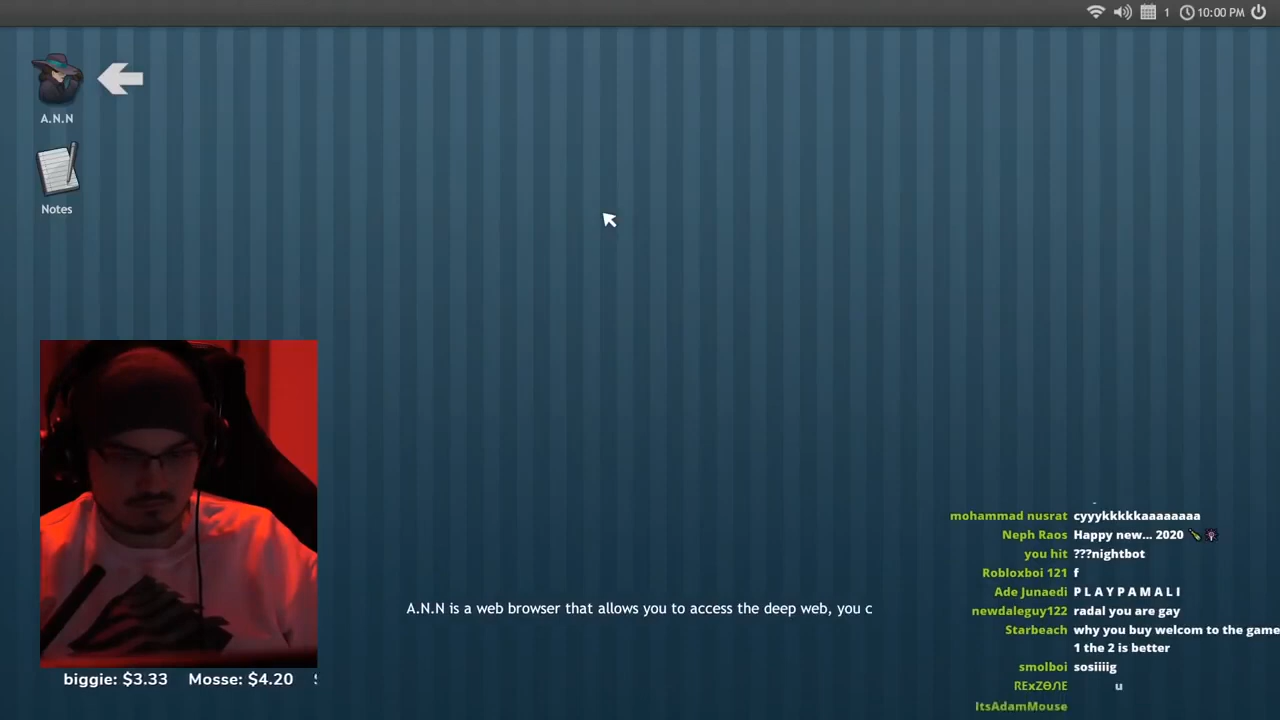 1 10:00 PM
A.N.N
Notes
mohammad nusrat cyyykkkkkaaaaaaaa
Neph Raos Happy new... 2020
you hit ???nightbot
Robloxboi 121 f
Ade Junaedi P L A Y P A M A L I
A.N.N is a web browser that allows you to access the deep web, you c
newdaleguy122 radal you are gay
Starbeach why you buy welcom to the game
1 the 2 is better
smolboi sosiiiig
u
ItsAdamMouse
biggie: $3.33 Mosse: $4.20